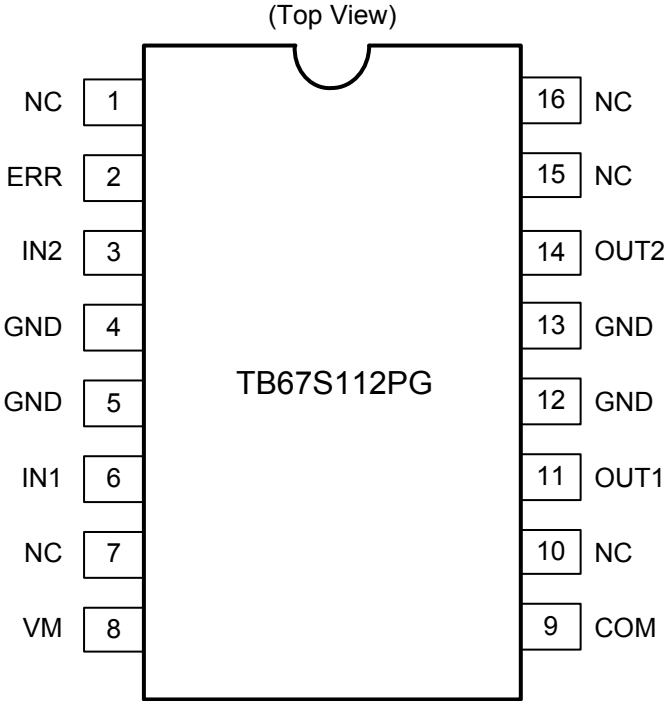 (Top View)
NC 1 16 NC
ERR 2 15 NC
IN2 3 14 OUT2
GND 4 13 GND
TB67S112PG
GND 5 12 GND
IN1 6 11 OUT1
NC 7 10 NC
VM 8 9 COM